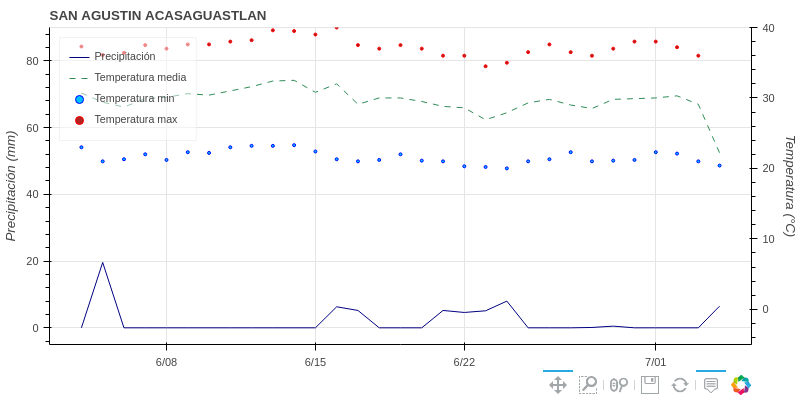 SAN AGUSTIN ACASAGUASTLAN
Precipitación
Temperatura media
Temperatura min
Temperatura max
Precipitación (mm)
80
60
40
20
0
Temperatura (°C)
40
30
20
10
0
6/08
6/15
6/22
7/01